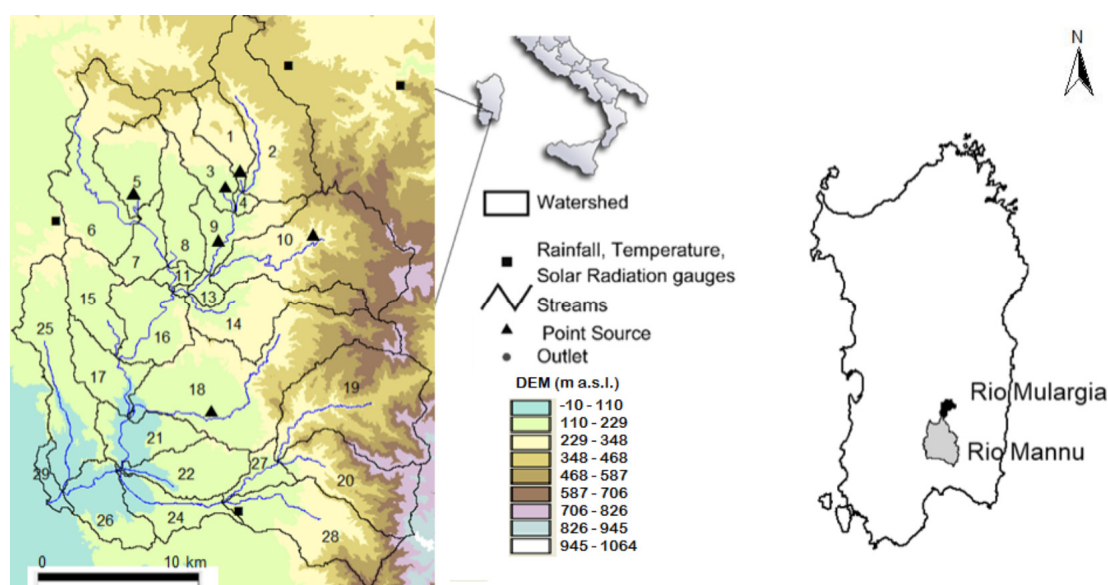 1
2
3
4
5
6
7
8
9
10
11
13
14
15
16
17
18
19
20
21
22
24
25
26
27
28
29
0 10 km
Watershed
Rainfall, Temperature,
Solar Radiation gauges
Streams
Point Source
Outlet
DEM (m a.s.l.)
-10 - 110
110 - 229
229 - 348
348 - 468
468 - 587
587 - 706
706 - 826
826 - 945
945 - 1064
N
Rio Mulargia
Rio Mannu